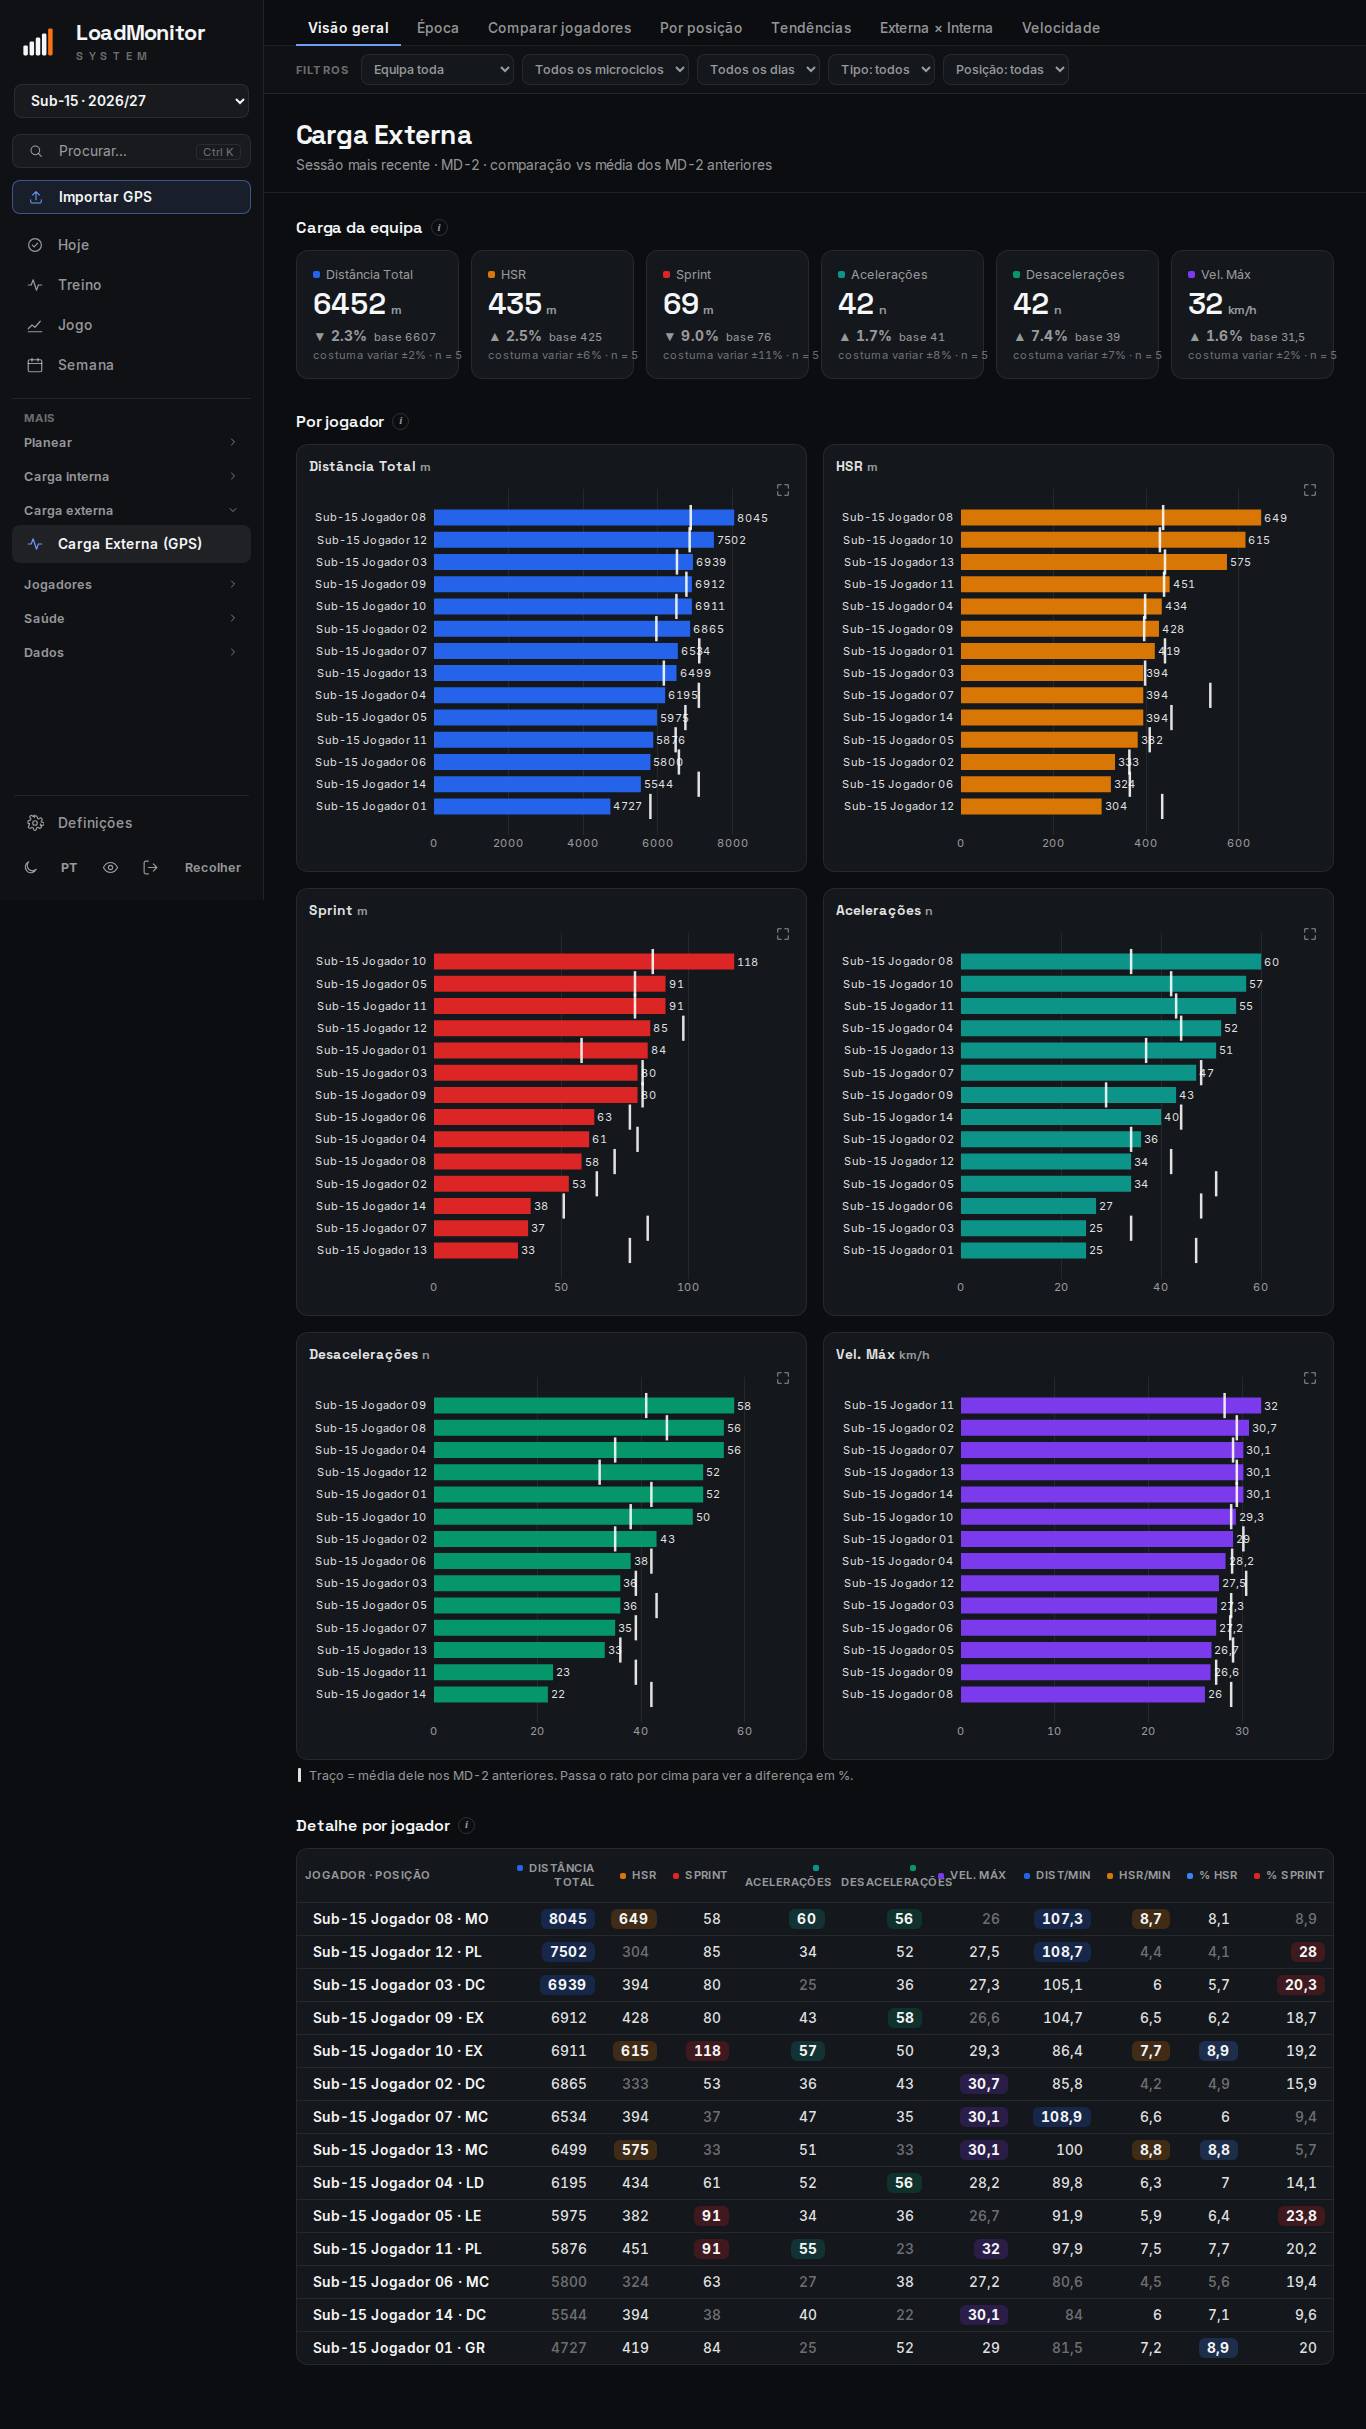 LoadMonitor
SYSTEM
Sub-15 · 2026/27
Procurar... Ctrl K
Importar GPS
Hoje
Treino
Jogo
Semana
MAIS
Planear
Carga interna
Carga externa
Carga Externa (GPS)
Jogadores
Saúde
Dados
Definições
PT Recolher
Visão geral Época Comparar jogadores Por posição Tendências Externa × Interna Velocidade
FILTROS Equipa toda Todos os microciclos Todos os dias Tipo: todos Posição: todas
Carga Externa
Sessão mais recente · MD-2 · comparação vs média dos MD-2 anteriores
Carga da equipa i
Distância Total
6452 m
▼ 2.3% base 6607
costuma variar ±2% · n = 5
HSR
435 m
▲ 2.5% base 425
costuma variar ±6% · n = 5
Sprint
69 m
▼ 9.0% base 76
costuma variar ±11% · n = 5
Acelerações
42 n
▲ 1.7% base 41
costuma variar ±8% · n = 5
Desacelerações
42 n
▲ 7.4% base 39
costuma variar ±7% · n = 5
Vel. Máx
32 km/h
▲ 1.6% base 31,5
costuma variar ±2% · n = 5
Por jogador i
Distância Total m
Sub-15 Jogador 08 8045
Sub-15 Jogador 12 7502
Sub-15 Jogador 03 6939
Sub-15 Jogador 09 6912
Sub-15 Jogador 10 6911
Sub-15 Jogador 02 6865
Sub-15 Jogador 07 6534
Sub-15 Jogador 13 6499
Sub-15 Jogador 04 6195
Sub-15 Jogador 05 5975
Sub-15 Jogador 11 5876
Sub-15 Jogador 06 5800
Sub-15 Jogador 14 5544
Sub-15 Jogador 01 4727
0 2000 4000 6000 8000
HSR m
Sub-15 Jogador 08 649
Sub-15 Jogador 10 615
Sub-15 Jogador 13 575
Sub-15 Jogador 11 451
Sub-15 Jogador 04 434
Sub-15 Jogador 09 428
Sub-15 Jogador 01 419
Sub-15 Jogador 03 394
Sub-15 Jogador 07 394
Sub-15 Jogador 14 394
Sub-15 Jogador 05 382
Sub-15 Jogador 02 333
Sub-15 Jogador 06 324
Sub-15 Jogador 12 304
0 200 400 600
Sprint m
Sub-15 Jogador 10 118
Sub-15 Jogador 05 91
Sub-15 Jogador 11 91
Sub-15 Jogador 12 85
Sub-15 Jogador 01 84
Sub-15 Jogador 03 80
Sub-15 Jogador 09 80
Sub-15 Jogador 06 63
Sub-15 Jogador 04 61
Sub-15 Jogador 08 58
Sub-15 Jogador 02 53
Sub-15 Jogador 14 38
Sub-15 Jogador 07 37
Sub-15 Jogador 13 33
0 50 100
Acelerações n
Sub-15 Jogador 08 60
Sub-15 Jogador 10 57
Sub-15 Jogador 11 55
Sub-15 Jogador 04 52
Sub-15 Jogador 13 51
Sub-15 Jogador 07 47
Sub-15 Jogador 09 43
Sub-15 Jogador 14 40
Sub-15 Jogador 02 36
Sub-15 Jogador 12 34
Sub-15 Jogador 05 34
Sub-15 Jogador 06 27
Sub-15 Jogador 03 25
Sub-15 Jogador 01 25
0 20 40 60
Desacelerações n
Sub-15 Jogador 09 58
Sub-15 Jogador 08 56
Sub-15 Jogador 04 56
Sub-15 Jogador 12 52
Sub-15 Jogador 01 52
Sub-15 Jogador 10 50
Sub-15 Jogador 02 43
Sub-15 Jogador 06 38
Sub-15 Jogador 03 36
Sub-15 Jogador 05 36
Sub-15 Jogador 07 35
Sub-15 Jogador 13 33
Sub-15 Jogador 11 23
Sub-15 Jogador 14 22
0 20 40 60
Vel. Máx km/h
Sub-15 Jogador 11 32
Sub-15 Jogador 02 30,7
Sub-15 Jogador 07 30,1
Sub-15 Jogador 13 30,1
Sub-15 Jogador 14 30,1
Sub-15 Jogador 10 29,3
Sub-15 Jogador 01 29
Sub-15 Jogador 04 28,2
Sub-15 Jogador 12 27,5
Sub-15 Jogador 03 27,3
Sub-15 Jogador 06 27,2
Sub-15 Jogador 05 26,7
Sub-15 Jogador 09 26,6
Sub-15 Jogador 08 26
0 10 20 30
Traço = média dele nos MD-2 anteriores. Passa o rato por cima para ver a diferença em %.
Detalhe por jogador i
JOGADOR · POSIÇÃO DISTÂNCIA TOTAL HSR SPRINT ACELERAÇÕES DESACELERAÇÕES VEL. MÁX DIST/MIN HSR/MIN % HSR % SPRINT
Sub-15 Jogador 08 · MO 8045 649 58 60 56 26 107,3 8,7 8,1 8,9
Sub-15 Jogador 12 · PL 7502 304 85 34 52 27,5 108,7 4,4 4,1 28
Sub-15 Jogador 03 · DC 6939 394 80 25 36 27,3 105,1 6 5,7 20,3
Sub-15 Jogador 09 · EX 6912 428 80 43 58 26,6 104,7 6,5 6,2 18,7
Sub-15 Jogador 10 · EX 6911 615 118 57 50 29,3 86,4 7,7 8,9 19,2
Sub-15 Jogador 02 · DC 6865 333 53 36 43 30,7 85,8 4,2 4,9 15,9
Sub-15 Jogador 07 · MC 6534 394 37 47 35 30,1 108,9 6,6 6 9,4
Sub-15 Jogador 13 · MC 6499 575 33 51 33 30,1 100 8,8 8,8 5,7
Sub-15 Jogador 04 · LD 6195 434 61 52 56 28,2 89,8 6,3 7 14,1
Sub-15 Jogador 05 · LE 5975 382 91 34 36 26,7 91,9 5,9 6,4 23,8
Sub-15 Jogador 11 · PL 5876 451 91 55 23 32 97,9 7,5 7,7 20,2
Sub-15 Jogador 06 · MC 5800 324 63 27 38 27,2 80,6 4,5 5,6 19,4
Sub-15 Jogador 14 · DC 5544 394 38 40 22 30,1 84 6 7,1 9,6
Sub-15 Jogador 01 · GR 4727 419 84 25 52 29 81,5 7,2 8,9 20